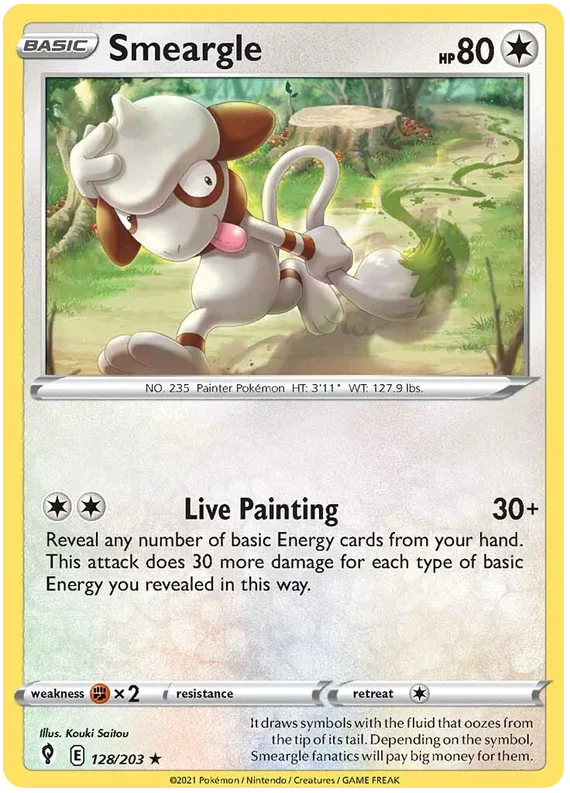 BASIC Smeargle HP 80
NO. 235 Painter Pokémon HT: 3'11" WT: 127.9 lbs.
Live Painting 30+
Reveal any number of basic Energy cards from your hand.
This attack does 30 more damage for each type of basic
Energy you revealed in this way.
weakness ×2 resistance retreat
Illus. Kouki Saitou
It draws symbols with the fluid that oozes from
the tip of its tail. Depending on the symbol,
Smeargle fanatics will pay big money for them.
E 128/203 ★
©2021 Pokémon / Nintendo / Creatures / GAME FREAK